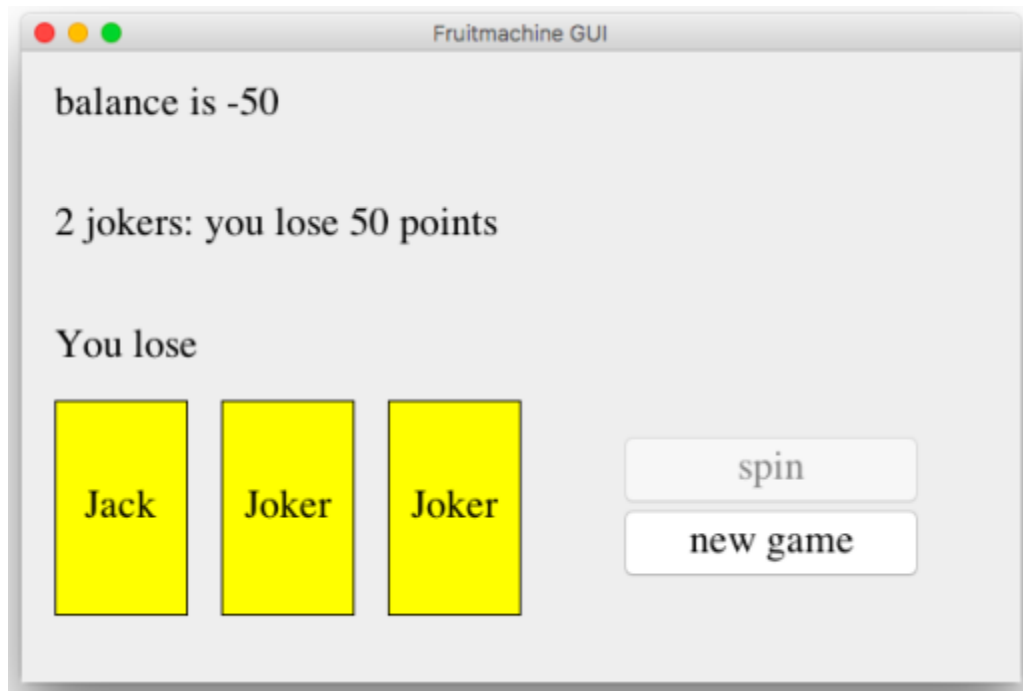 Fruitmachine GUI
balance is -50
2 jokers: you lose 50 points
You lose
Jack Joker Joker
spin
new game